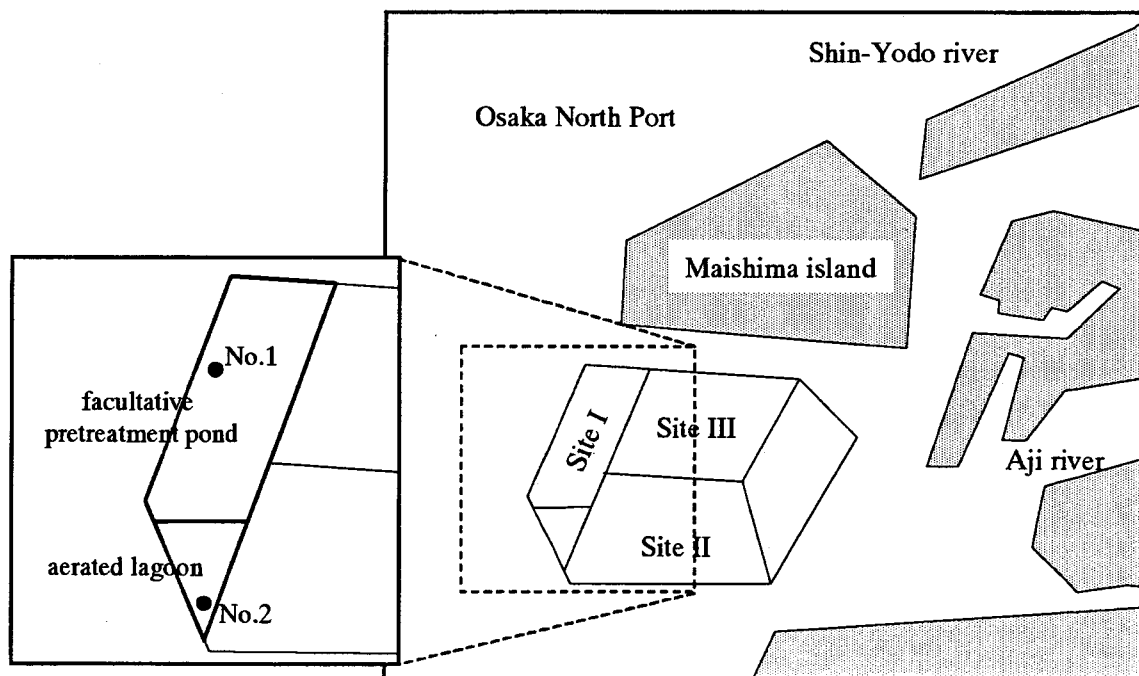 Shin-Yodo river
Osaka North Port
Maishima island
No.1
facultative
pretreatment pond
Site I
Site III
Aji river
Site II
aerated lagoon
No.2